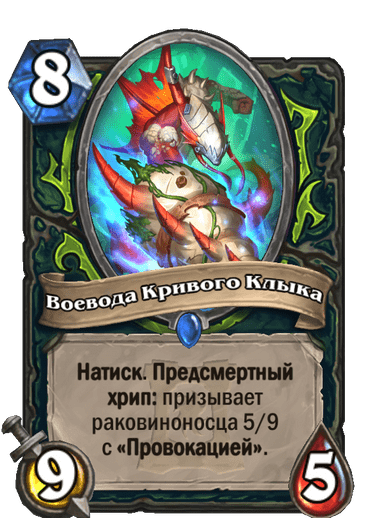 8
Воевода Кривого Клыка
Натиск. Предсмертный
хрип: призывает
раковиноносца 5/9
с «Провокацией».
9
5